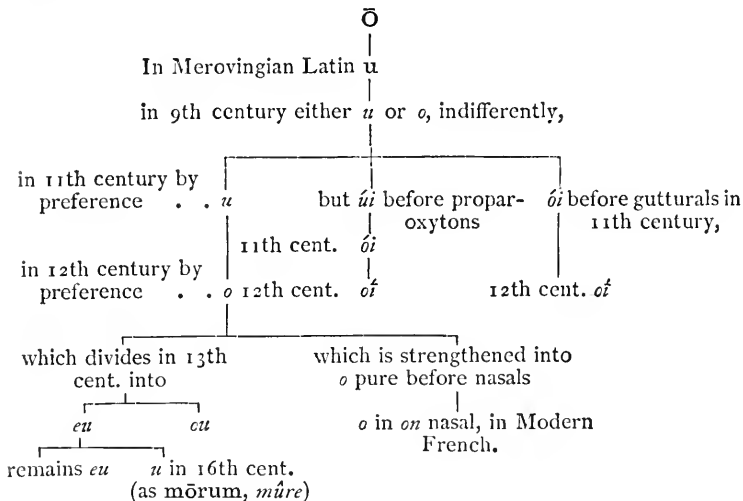 Ō
In Merovingian Latin u
in 9th century either u or o, indifferently,
in 11th century by
preference . . u
but úi before propar-
oxytons
ói before gutturals in
11th century,
11th cent. ói
in 12th century by
preference . . o
12th cent. oí
12th cent. oí
which divides in 13th
cent. into
which is strengthened into
o pure before nasals
eu
ou
o in on nasal, in Modern
French.
remains eu
u in 16th cent.
(as mōrum, mûre)